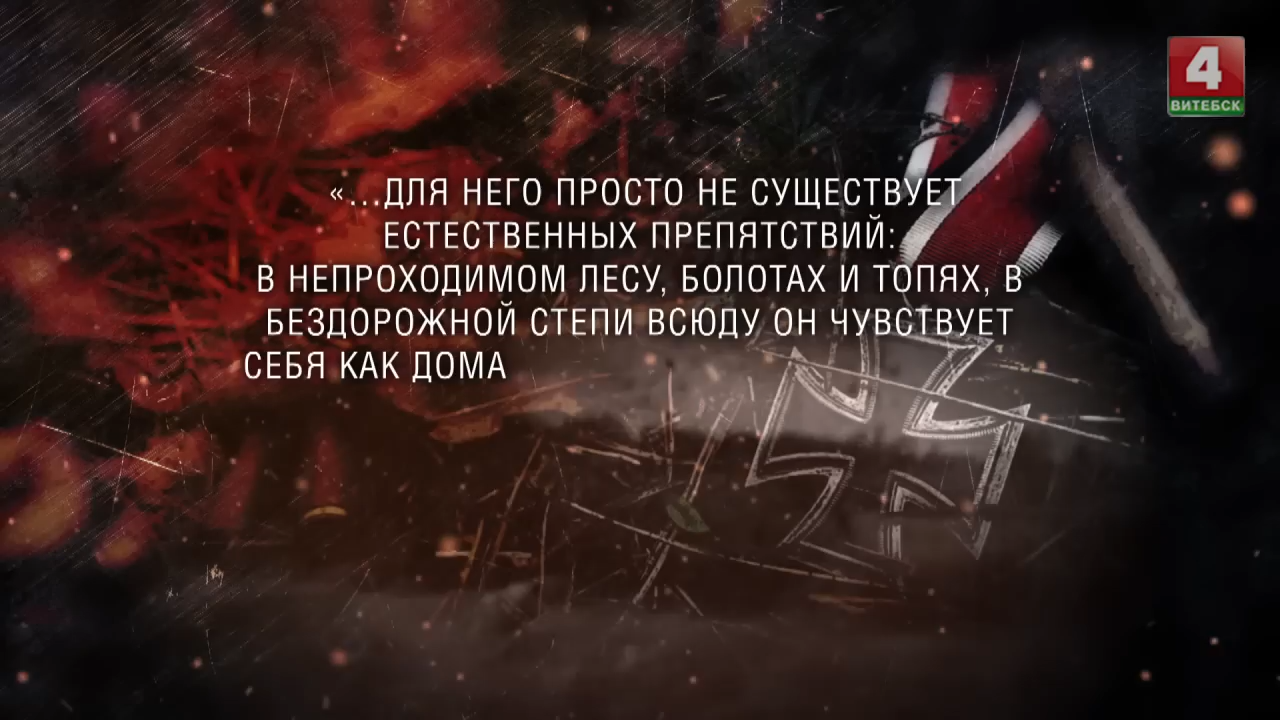 4
ВИТЕБСК
«...ДЛЯ НЕГО ПРОСТО НЕ СУЩЕСТВУЕТ
ЕСТЕСТВЕННЫХ ПРЕПЯТСТВИЙ:
В НЕПРОХОДИМОМ ЛЕСУ, БОЛОТАХ И ТОПЯХ, В
БЕЗДОРОЖНОЙ СТЕПИ ВСЮДУ ОН ЧУВСТВУЕТ
СЕБЯ КАК ДОМА